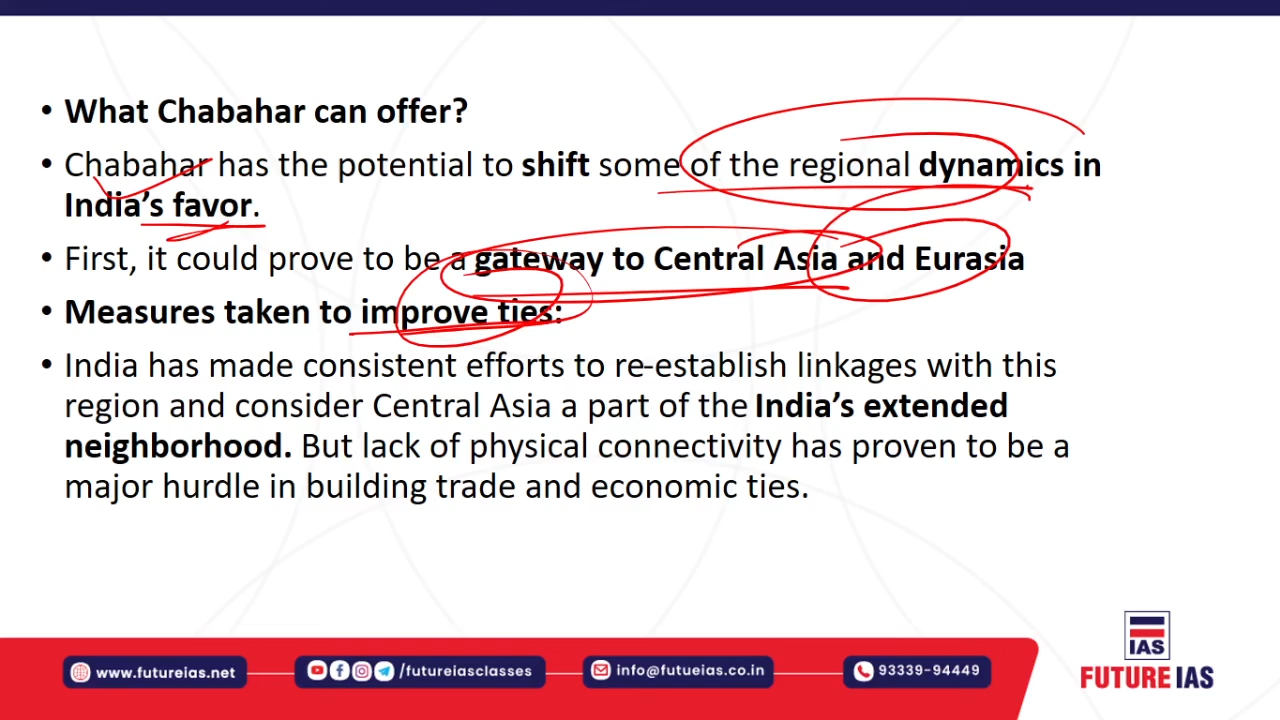 • What Chabahar can offer?
• Chabahar has the potential to shift some of the regional dynamics in
India's favor.
• First, it could prove to be a gateway to Central Asia and Eurasia
• Measures taken to improve ties:
• India has made consistent efforts to re-establish linkages with this
region and consider Central Asia a part of the India's extended
neighborhood. But lack of physical connectivity has proven to be a
major hurdle in building trade and economic ties.
IAS
FUTURE IAS
www.futureias.net
/futureiasclasses
info@futueias.co.in
93339-94449